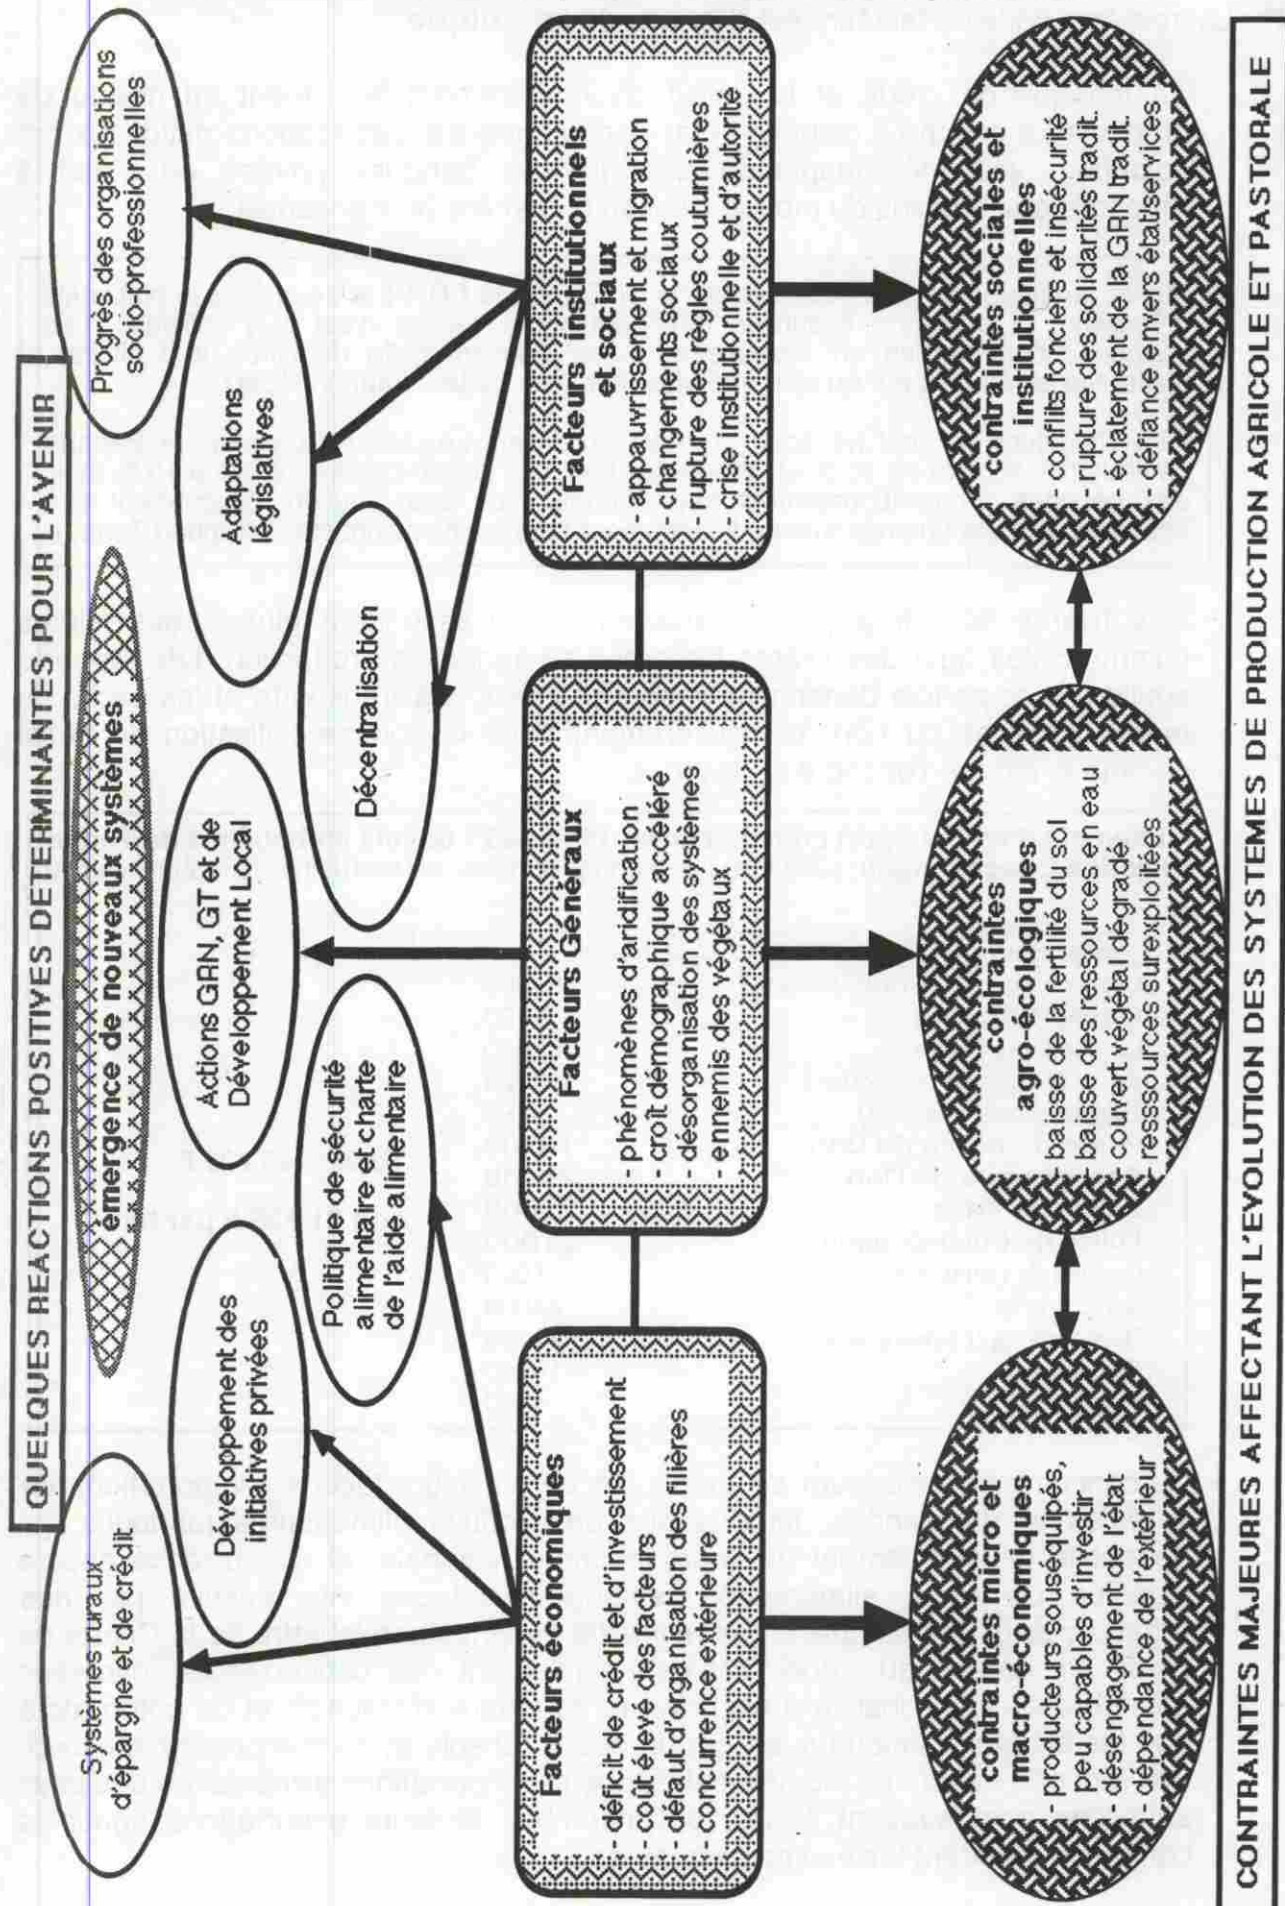 QUELQUES REACTIONS POSITIVES DETERMINANTES POUR L'AVENIR
émergence de nouveaux systèmes
Systèmes ruraux
d'épargne et de crédit
Développement des
initiatives privées
Politique de sécurité
alimentaire et charte
de l'aide alimentaire
Actions GRN, GT et de
Développement Local
Décentralisation
Adaptations
législatives
Progrès des organisations
socioprofessionnelles
Facteurs économiques
- déficit de crédit et d'investissement
- coût élevé des facteurs
- défaut d'organisation des filières
- concurrence extérieure
Facteurs Généraux
- phénomènes d'aridification
croît démographique accéléré
- désorganisation des systèmes
- ennemis des végétaux
Facteurs institutionnels
et sociaux
- appauvrissement et migration
- changements sociaux
- rupture des règles coutumières
crise institutionnelle et d'autorité
contraintes micro et
macro-économiques
producteurs souséquipés,
peu capables d'investir
- désengagement de l'état
- dépendance de l'extérieur
contraintes
agro-écologiques
- baisse de la fertilité du sol
baisse des ressources en eau
couvert végétal dégradé
- ressources surexploitées
contraintes sociales et
institutionnelles
- conflits fonciers et insécurité
- rupture des solidarités tradit.
- éclatement de la GRN tradit.
- défiance envers état/services
CONTRAINTES MAJEURES AFFECTANT L'EVOLUTION DES SYSTEMES DE PRODUCTION AGRICOLE ET PASTORALE